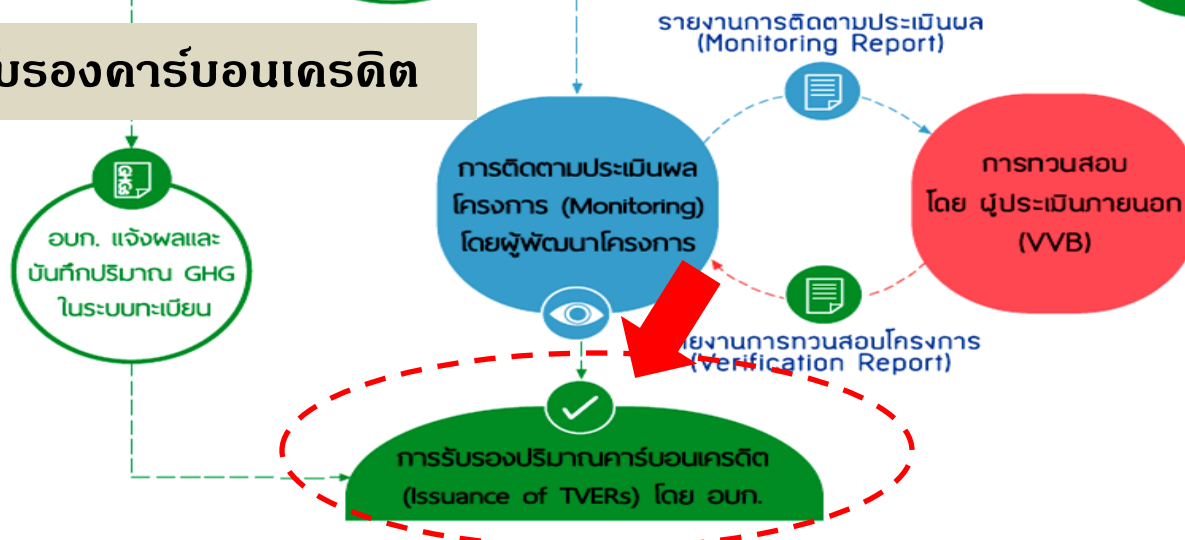 รายงานการติดตามประเมินผล
(Monitoring Report)
บรองคาร์บอนเครดิต
GHGs
อบก. แจ้งผลและ
บันทึกปริมาณ GHG
ในระบบทะเบียน
การติดตามประเมินผล
โครงการ (Monitoring)
โดยผู้พัฒนาโครงการ
การทวนสอบ
โดย ผู้ประเมินภายนอก
(VVB)
ยงานการทวนสอบโครงการ
(Verification Report)
การรับรองปริมาณคาร์บอนเครดิต
(Issuance of TVERs) โดย อบก.